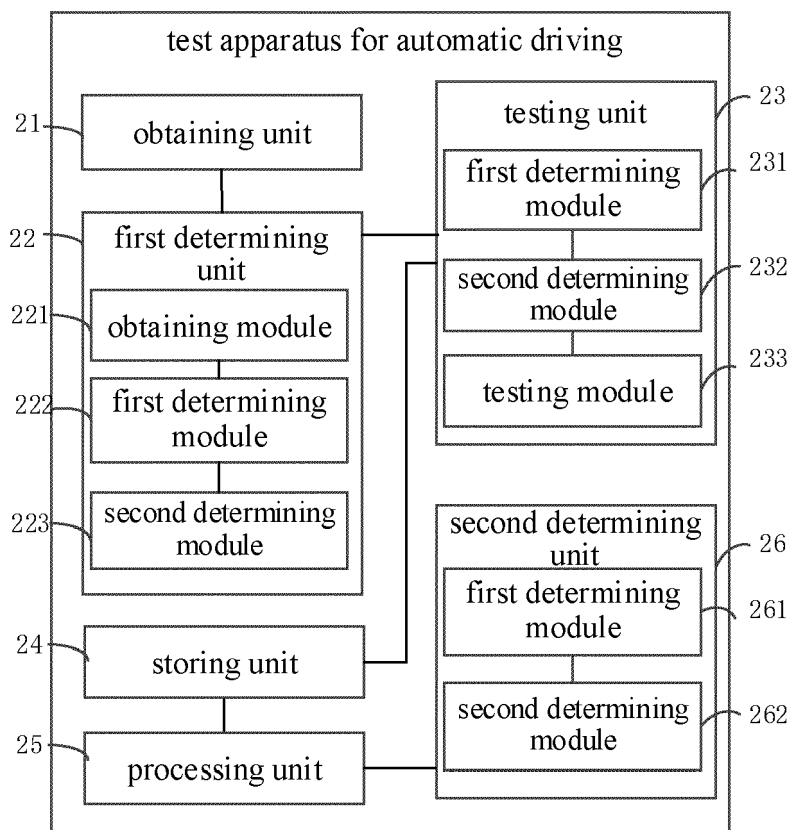 test apparatus for automatic driving
21
obtaining unit
22
first determining
unit
221
obtaining module
222
first determining
module
223
second determining
module
24
storing unit
25
processing unit
23
testing unit
231
first determining
module
232
second determining
module
233
testing module
26
second determining
unit
261
first determining
module
262
second determining
module